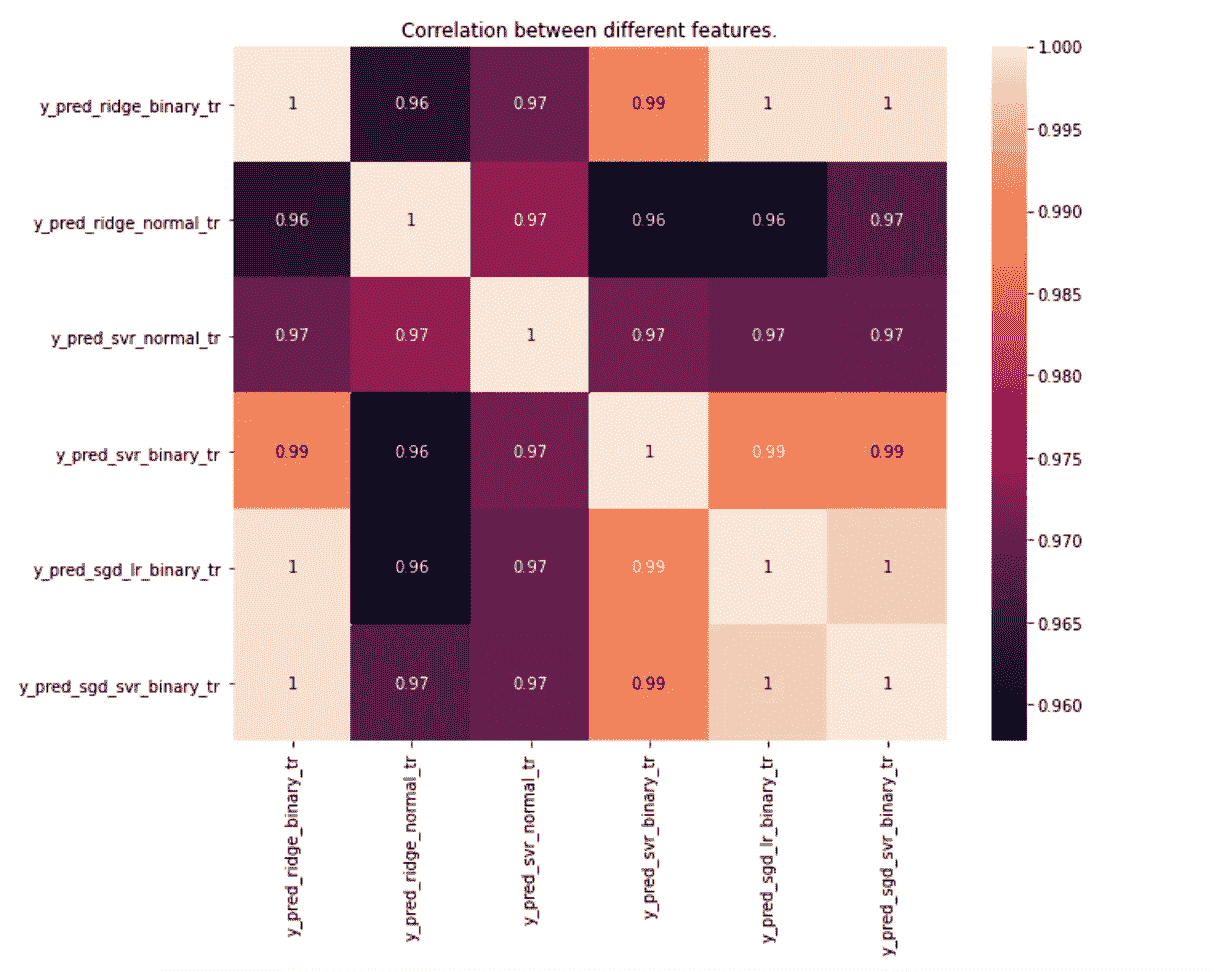 Correlation between different features.
y_pred_ridge_binary_tr 1 0.96 0.97 0.99 1 1
y_pred_ridge_normal_tr 0.96 1 0.97 0.96 0.96 0.97
y_pred_svr_normal_tr 0.97 0.97 1 0.97 0.97 0.97
y_pred_svr_binary_tr 0.99 0.96 0.97 1 0.99 0.99
y_pred_sgd_lr_binary_tr 1 0.96 0.97 0.99 1 1
y_pred_sgd_svr_binary_tr 1 0.97 0.97 0.99 1 1
y_pred_ridge_binary_tr
y_pred_ridge_normal_tr
y_pred_svr_normal_tr
y_pred_svr_binary_tr
y_pred_sgd_lr_binary_tr
y_pred_sgd_svr_binary_tr
1.000
0.995
0.990
0.985
0.980
0.975
0.970
0.965
0.960